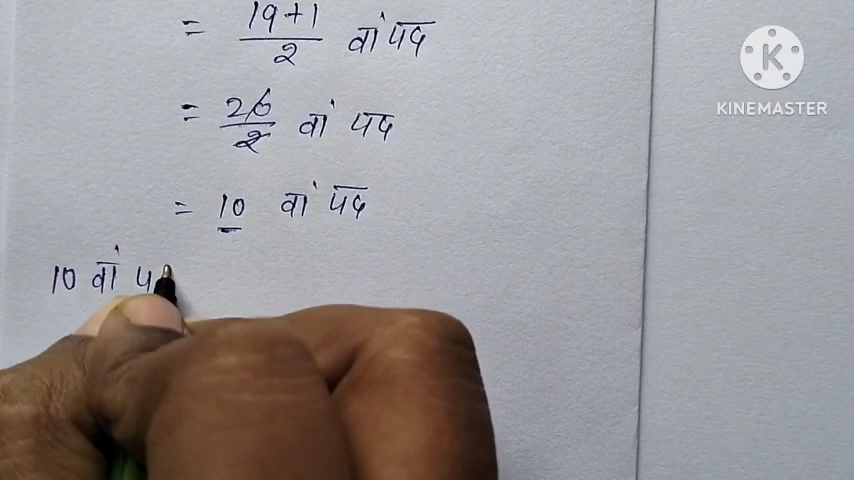 = 19+1/2 वां पद
K
KINEMASTER
= 20/2 वां पद
= 10 वां पद
10 वां प